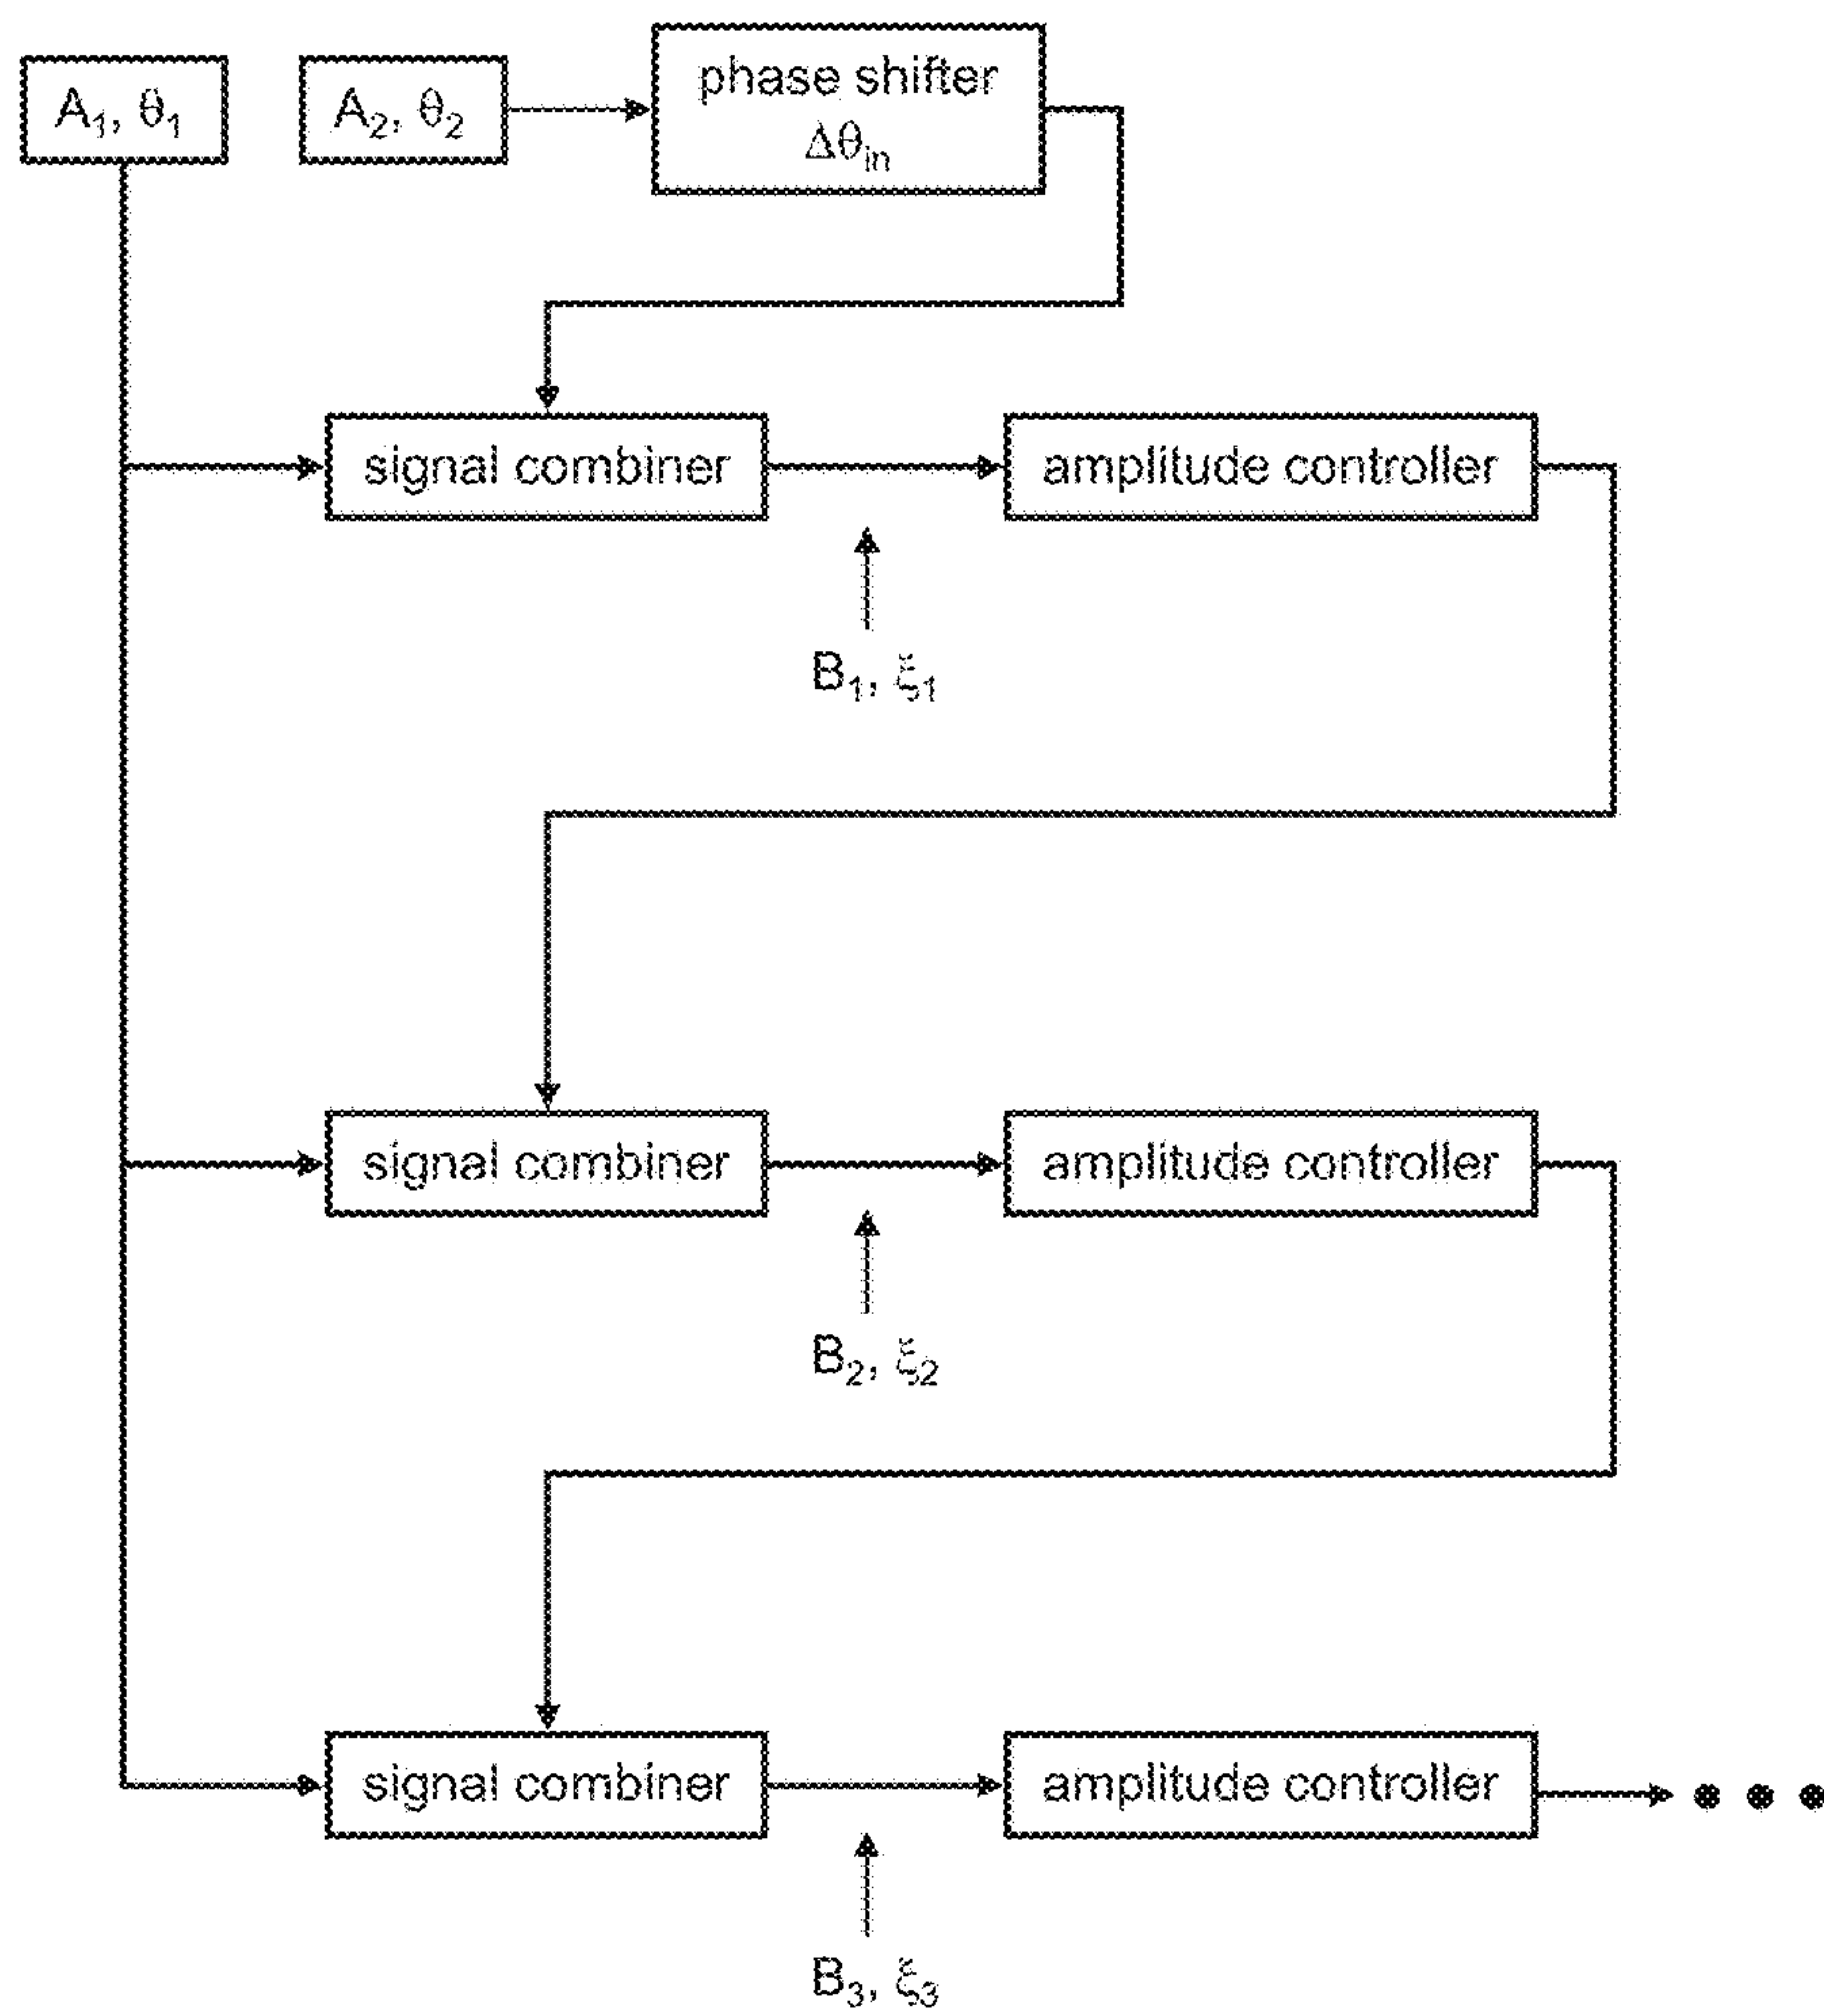 A₁, θ₁
A₂, θ₂
phase shifter
Δθᵢₙ
signal combiner
amplitude controller
B₁, ξ₁
signal combiner
amplitude controller
B₂, ξ₂
signal combiner
amplitude controller
B₃, ξ₃